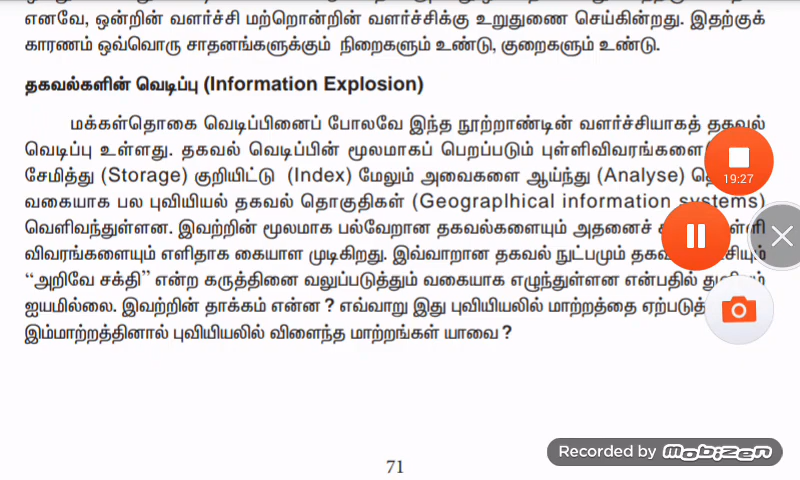 எனவே, ஒன்றின் வளர்ச்சி மற்றொன்றின் வளர்ச்சிக்கு உறுதுணை செய்கின்றது. இதற்குக்
காரணம் ஒவ்வொரு சாதனங்களுக்கும் நிறைகளும் உண்டு, குறைகளும் உண்டு.
தகவல்களின் வெடிப்பு (Information Explosion)
மக்கள்தொகை வெடிப்பினைப் போலவே இந்த நூற்றாண்டின் வளர்ச்சியாகத் தகவல்
வெடிப்பு உள்ளது. தகவல் வெடிப்பின் மூலமாகப் பெறப்படும் புள்ளிவிவரங்களை
சேமித்து (Storage) குறியிட்டு (Index) மேலும் அவைகளை ஆய்ந்து (Analyse)
வகையாக பல புவியியல் தகவல் தொகுதிகள் (Geograplhical information systems)
வெளிவந்துள்ளன. இவற்றின் மூலமாக பல்வேறான தகவல்களையும் அதனைச்
விவரங்களையும் எளிதாக கையாள முடிகிறது. இவ்வாறான தகவல் நுட்பமும்
“அறிவே சக்தி” என்ற கருத்தினை வலுப்படுத்தும் வகையாக எழுந்துள்ளன என்பதில்
ஐயமில்லை. இவற்றின் தாக்கம் என்ன ? எவ்வாறு இது புவியியலில் மாற்றத்தை
இம்மாற்றத்தினால் புவியியலில் விளைந்த மாற்றங்கள் யாவை ?
19:27
Recorded by mobizen
71